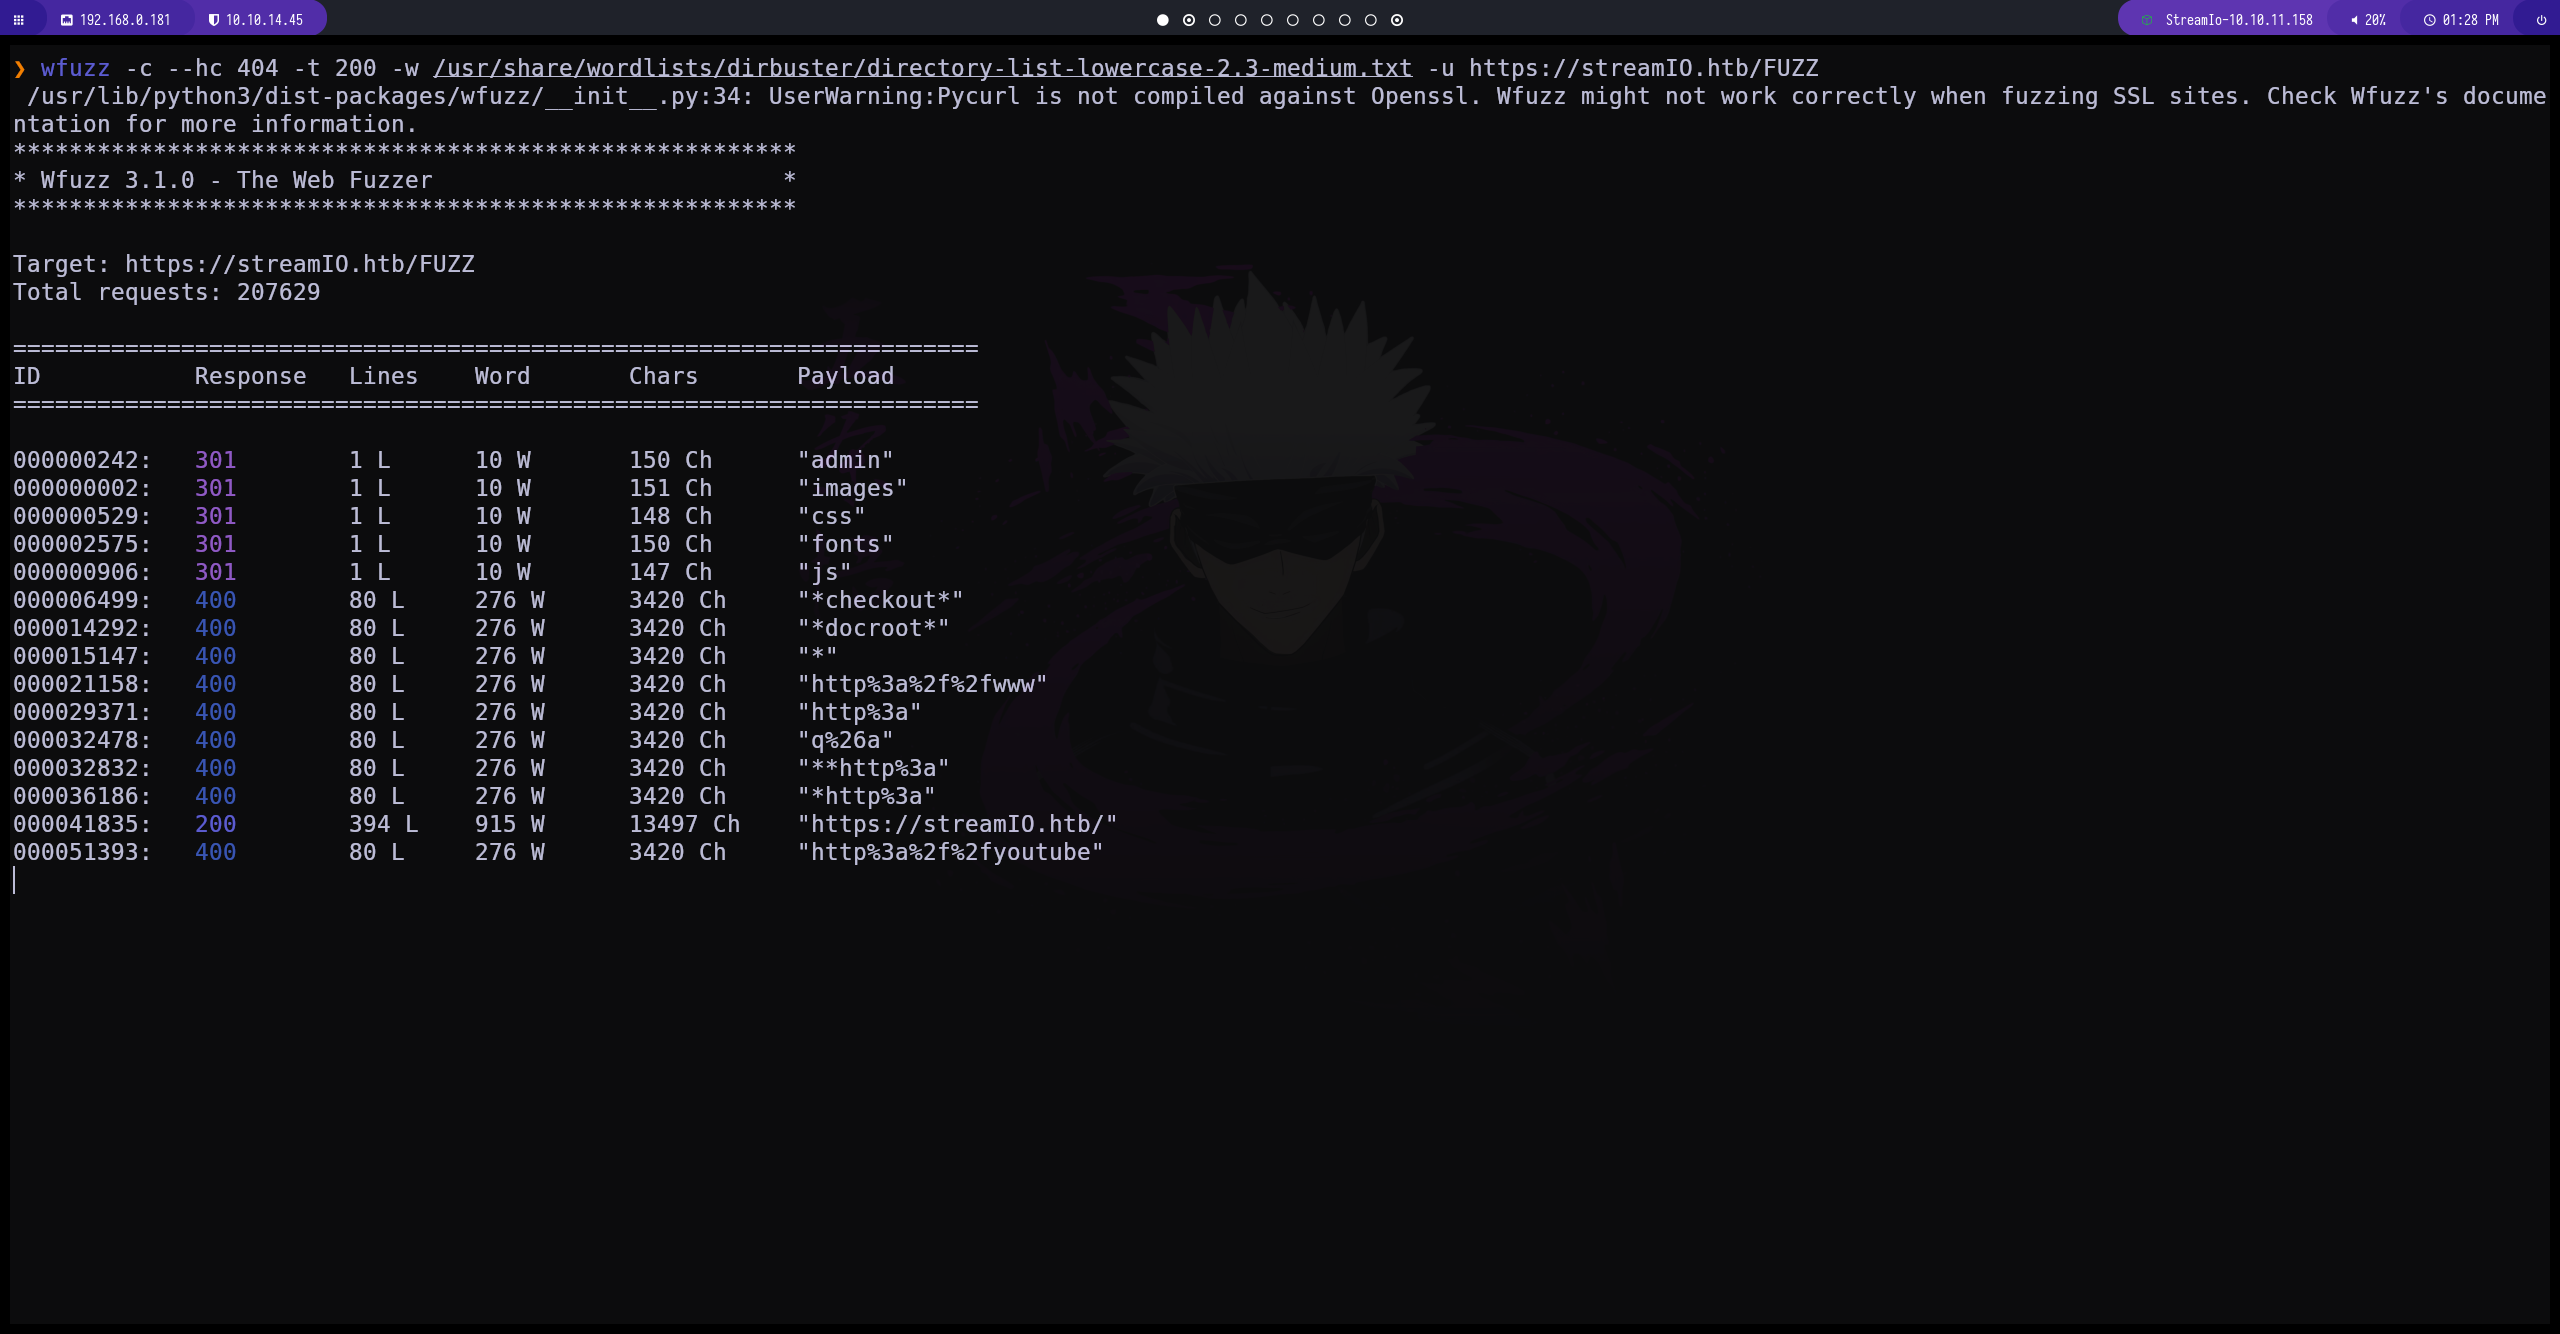 192.168.0.181 10.10.14.45 StreamIo-10.10.11.158 20% 01:28 PM
❯ wfuzz -c --hc 404 -t 200 -w /usr/share/wordlists/dirbuster/directory-list-lowercase-2.3-medium.txt -u https://streamIO.htb/FUZZ
/usr/lib/python3/dist-packages/wfuzz/__init__.py:34: UserWarning:Pycurl is not compiled against Openssl. Wfuzz might not work correctly when fuzzing SSL sites. Check Wfuzz's docume
ntation for more information.
********************************************************
* Wfuzz 3.1.0 - The Web Fuzzer                         *
********************************************************
Target: https://streamIO.htb/FUZZ
Total requests: 207629
=====================================================================
ID           Response   Lines    Word       Chars       Payload
=====================================================================
000000242:   301        1 L      10 W       150 Ch      "admin"
000000002:   301        1 L      10 W       151 Ch      "images"
000000529:   301        1 L      10 W       148 Ch      "css"
000002575:   301        1 L      10 W       150 Ch      "fonts"
000000906:   301        1 L      10 W       147 Ch      "js"
000006499:   400        80 L     276 W      3420 Ch     "*checkout*"
000014292:   400        80 L     276 W      3420 Ch     "*docroot*"
000015147:   400        80 L     276 W      3420 Ch     "*"
000021158:   400        80 L     276 W      3420 Ch     "http%3a%2f%2fwww"
000029371:   400        80 L     276 W      3420 Ch     "http%3a"
000032478:   400        80 L     276 W      3420 Ch     "q%26a"
000032832:   400        80 L     276 W      3420 Ch     "**http%3a"
000036186:   400        80 L     276 W      3420 Ch     "*http%3a"
000041835:   200        394 L    915 W      13497 Ch    "https://streamIO.htb/"
000051393:   400        80 L     276 W      3420 Ch     "http%3a%2f%2fyoutube"